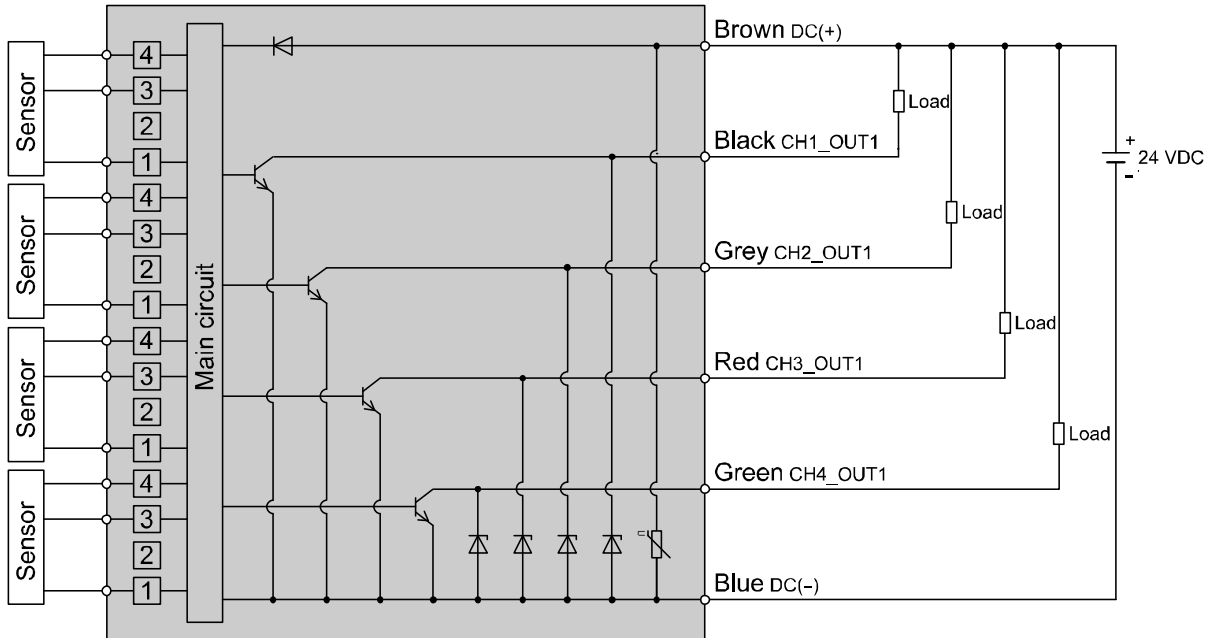 Brown DC(+)
Sensor
4
3
2
1
Load
Black CH1_OUT1
+
24 VDC
-
Sensor
4
3
2
1
Load
Grey CH2_OUT1
Main circuit
Sensor
4
3
2
1
Load
Red CH3_OUT1
Sensor
4
3
2
1
Load
Green CH4_OUT1
Blue DC(−)